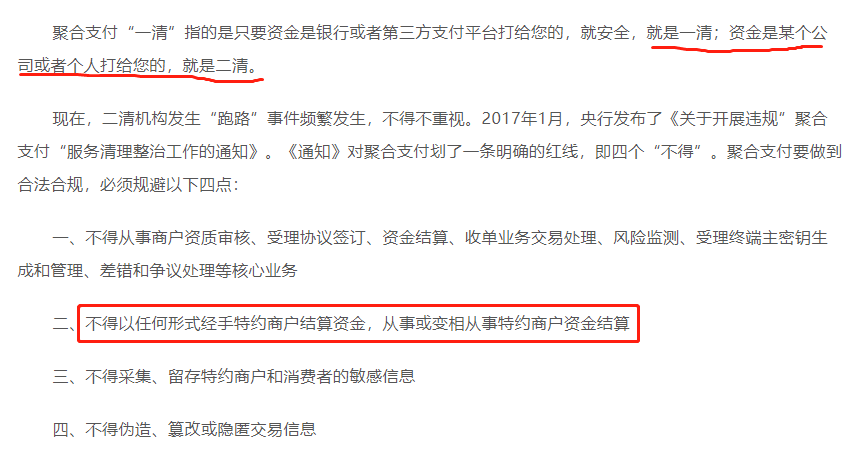 聚合支付“一清”指的是只要资金是银行或者第三方支付平台打给您的，就安全，就是一清；资金是某个公
司或者个人打给您的，就是二清。
现在，二清机构发生“跑路”事件频繁发生，不得不重视。2017年1月，央行发布了《关于开展违规”聚合
支付“服务清理整治工作的通知》。《通知》对聚合支付划了一条明确的红线，即四个“不得”。聚合支付要做到
合法合规，必须规避以下四点：
一、不得从事商户资质审核、受理协议签订、资金结算、收单业务交易处理、风险监测、受理终端主密钥生
成和管理、差错和争议处理等核心业务
二、不得以任何形式经手特约商户结算资金，从事或变相从事特约商户资金结算
三、不得采集、留存特约商户和消费者的敏感信息
四、不得伪造、篡改或隐匿交易信息